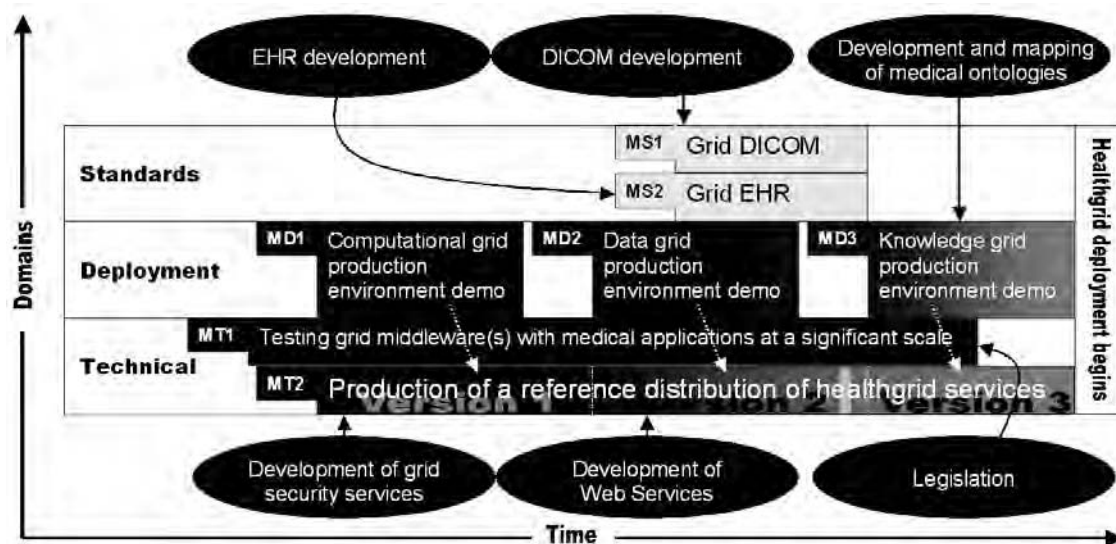 EHR development
DICOM development
Development and mapping
of medical ontologies
Domains
Standards
MS1 Grid DICOM
MS2 Grid EHR
Deployment
MD1 Computational grid
production
environment demo
MD2 Data grid
production
environment demo
MD3 Knowledge grid
production
environment demo
Technical
MT1 Testing grid middleware(s) with medical applications at a significant scale
MT2 Production of a reference distribution of healthgrid services
Version 1
Version 2
Version 3
Healthgrid deployment begins
Development of grid
security services
Development of
Web Services
Legislation
Time